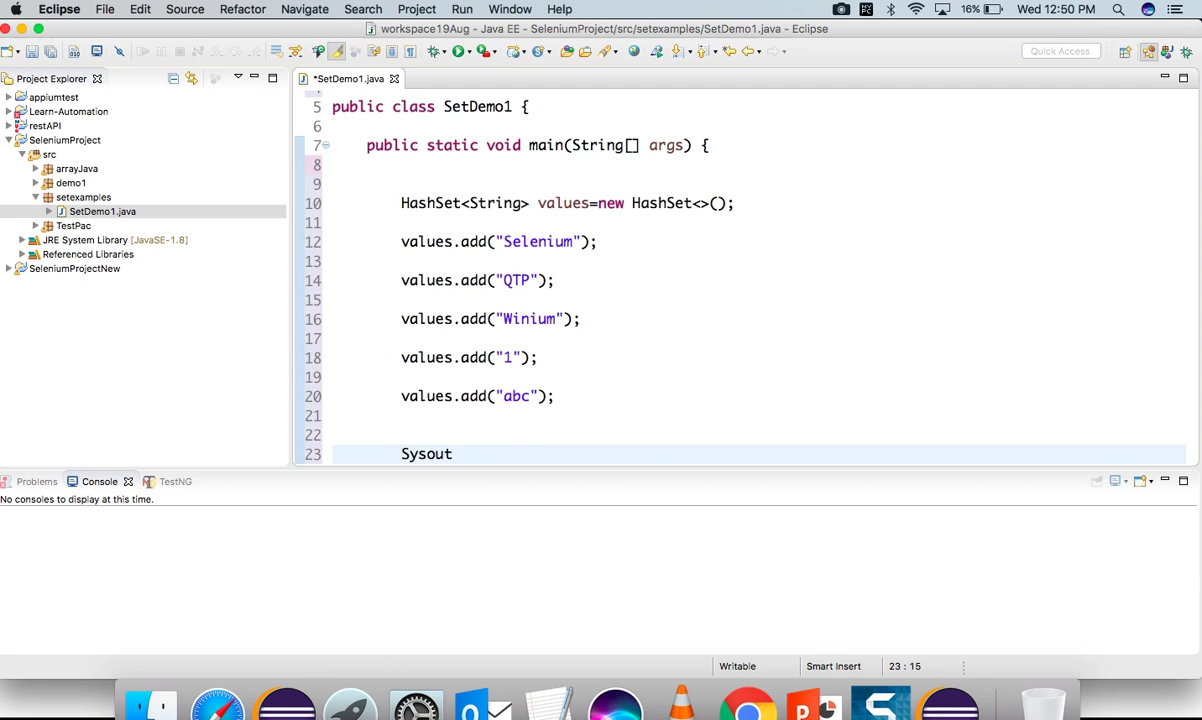 Eclipse File Edit Source Refactor Navigate Search Project Run Window Help 16% Wed 12:50 PM
workspace19Aug - Java EE - SeleniumProject/src/setexamples/SetDemo1.java - Eclipse
Quick Access
Project Explorer
appiumtest
Learn-Automation
restAPI
SeleniumProject
src
arrayJava
demo1
setexamples
SetDemo1.java
TestPac
JRE System Library [JavaSE-1.8]
Referenced Libraries
SeleniumProjectNew
*SetDemo1.java
5 public class SetDemo1 {
6
7 public static void main(String[] args) {
8
9
10 HashSet<String> values=new HashSet<>();
11
12 values.add("Selenium");
13
14 values.add("QTP");
15
16 values.add("Winium");
17
18 values.add("1");
19
20 values.add("abc");
21
22
23 Sysout
Problems Console TestNG
No consoles to display at this time.
Writable Smart Insert 23 : 15